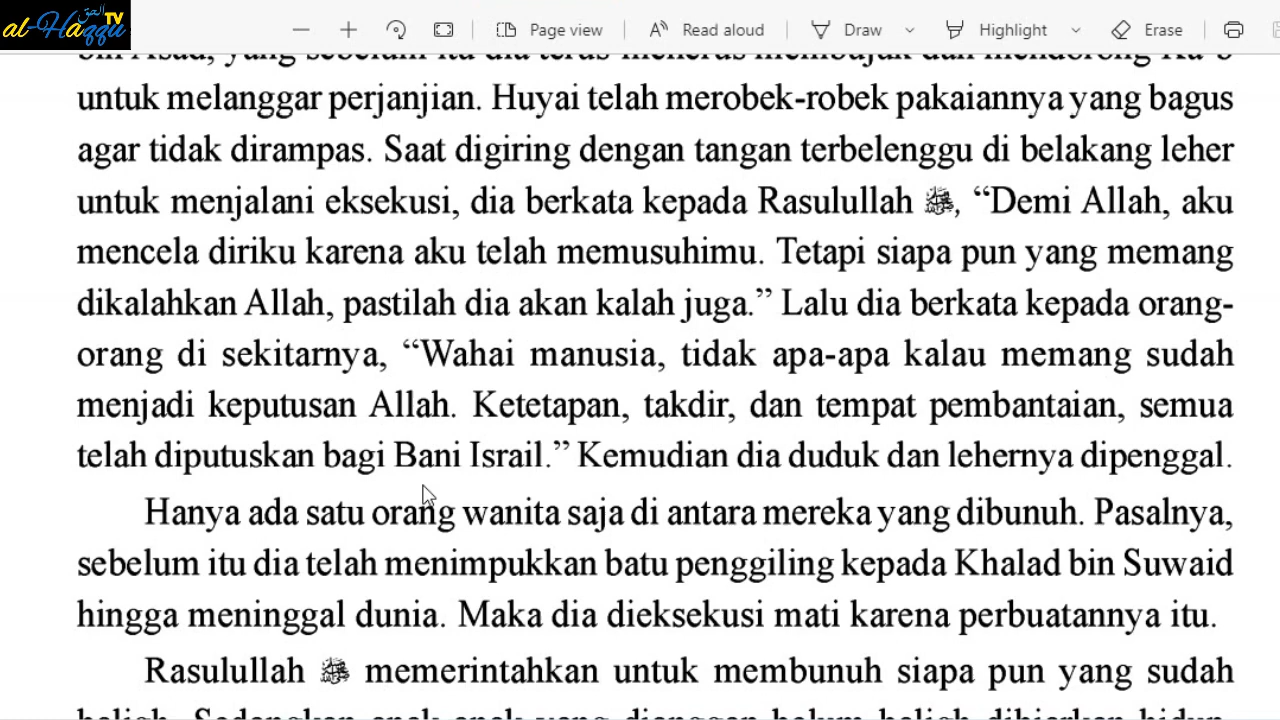 الحق
al-Haqqu TV
Page view
Read aloud
Draw
Highlight
Erase
untuk melanggar perjanjian. Huyai telah merobek-robek pakaiannya yang bagus
agar tidak dirampas. Saat digiring dengan tangan terbelenggu di belakang leher
untuk menjalani eksekusi, dia berkata kepada Rasulullah ﷺ, “Demi Allah, aku
mencela diriku karena aku telah memusuhimu. Tetapi siapa pun yang memang
dikalahkan Allah, pastilah dia akan kalah juga.” Lalu dia berkata kepada orang-
orang di sekitarnya, “Wahai manusia, tidak apa-apa kalau memang sudah
menjadi keputusan Allah. Ketetapan, takdir, dan tempat pembantaian, semua
telah diputuskan bagi Bani Israil.” Kemudian dia duduk dan lehernya dipenggal.
Hanya ada satu orang wanita saja di antara mereka yang dibunuh. Pasalnya,
sebelum itu dia telah menimpukkan batu penggiling kepada Khalad bin Suwaid
hingga meninggal dunia. Maka dia dieksekusi mati karena perbuatannya itu.
Rasulullah ﷺ memerintahkan untuk membunuh siapa pun yang sudah